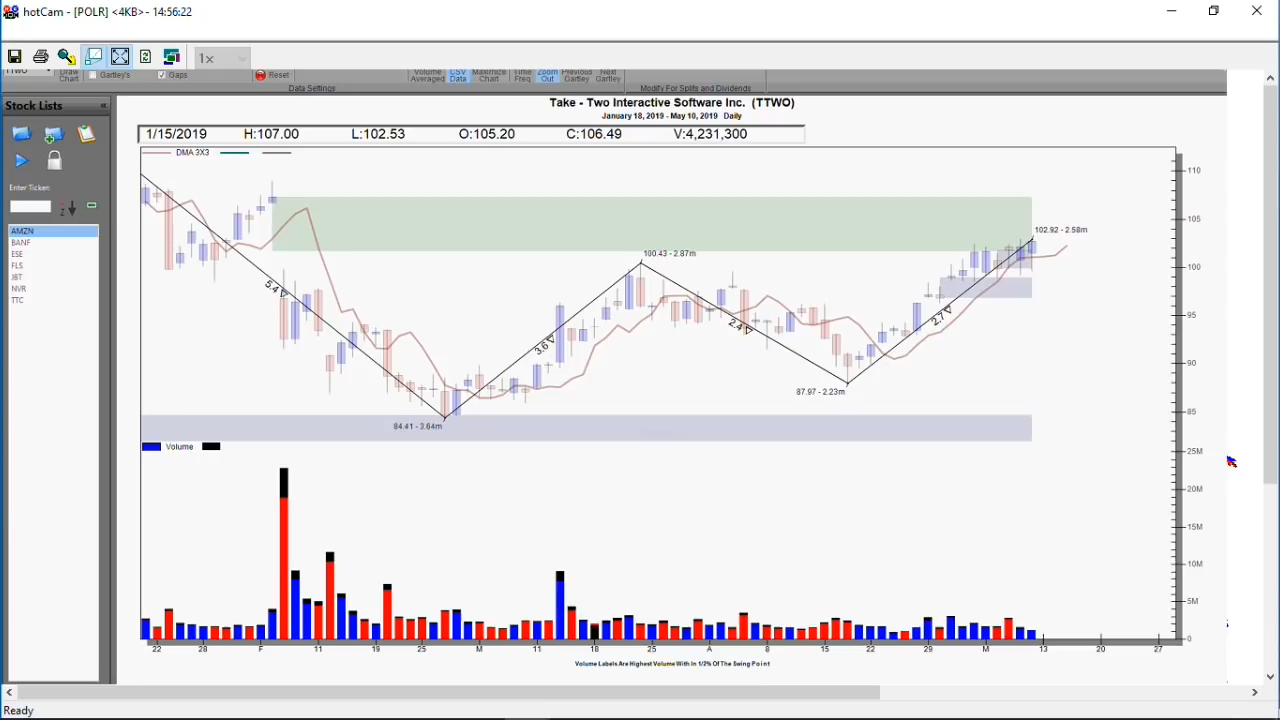 hotCam - [POLR] <4KB>- 14:56:22
1x
TTWO Draw Chart Gartley's Gaps Reset Volume Averaged CSV Data Maximize Chart Time Freq Zoom Out Previous Gartley Next Gartley
Data Settings Modify For Splits and Dividends
Stock Lists «
Take - Two Interactive Software Inc. (TTWO)
January 18, 2019 - May 10, 2019 Daily
1/15/2019 H:107.00 L:102.53 O:105.20 C:106.49 V:4,231,300
DMA 3X3
Enter Ticker:
AMZN
BANF
ESE
FLS
JBT
NVR
TTC
110
105
102.92 - 2.58m
100.43 - 2.87m
100
5.4
95
3.6
2.4
2.7
90
87.97 - 2.23m
85
84.41 - 3.64m
Volume
25M
20M
15M
10M
5M
0
22 28 F 11 19 25 M 11 18 25 A 8 15 22 29 M 13 20 27
Volume Labels Are Highest Volume With In 1/2% Of The Swing Point
Ready